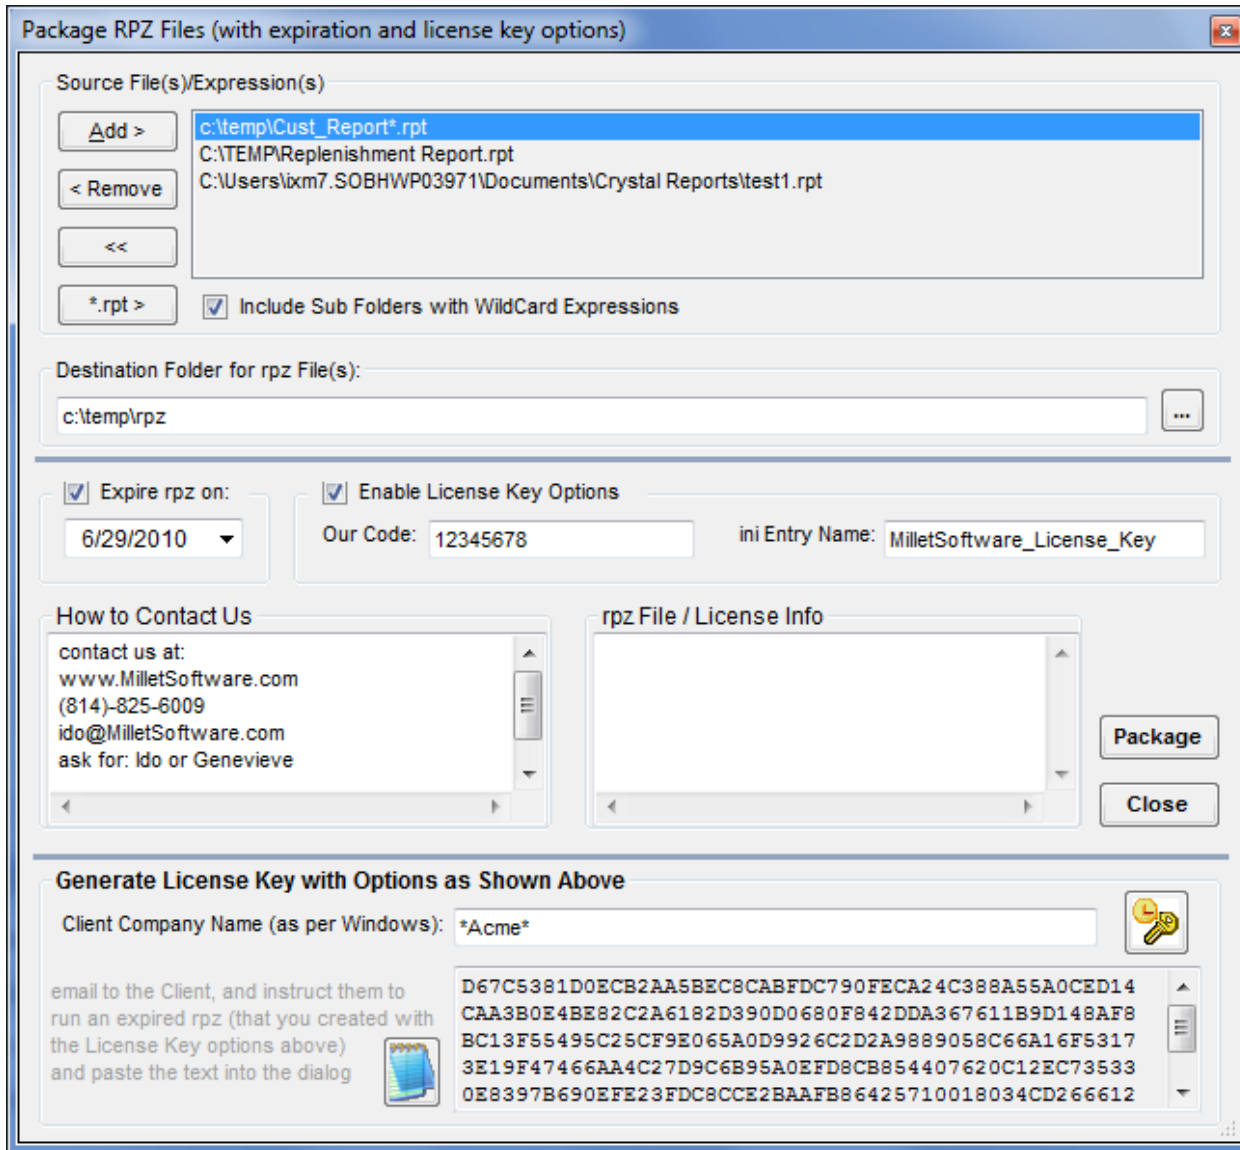 Package RPZ Files (with expiration and license key options)
Source File(s)/Expression(s)
Add >
c:\temp\Cust_Report*.rpt
C:\TEMP\Replenishment Report.rpt
< Remove
C:\Users\ixm7.SOBHWP03971\Documents\Crystal Reports\test1.rpt
<<
*.rpt >
Include Sub Folders with WildCard Expressions
Destination Folder for rpz File(s):
c:\temp\rpz
...
Expire rpz on:
Enable License Key Options
6/29/2010
Our Code: 12345678
ini Entry Name: MilletSoftware_License_Key
How to Contact Us
contact us at:
www.MilletSoftware.com
(814)-825-6009
ido@MilletSoftware.com
ask for: Ido or Genevieve
rpz File / License Info
Package
Close
Generate License Key with Options as Shown Above
Client Company Name (as per Windows): *Acme*
email to the Client, and instruct them to
run an expired rpz (that you created with
the License Key options above)
and paste the text into the dialog
D67C5381D0ECB2AA5BEC8CABFDC790FECA24C388A55A0CED14
CAA3B0E4BE82C2A6182D390D0680F842DDA367611B9D148AF8
BC13F55495C25CF9E065A0D9926C2D2A9889058C66A16F5317
3E19F47466AA4C27D9C6B95A0EFD8CB854407620C12EC73533
0E8397B690EFE23FDC8CCE2BAAFB86425710018034CD266612